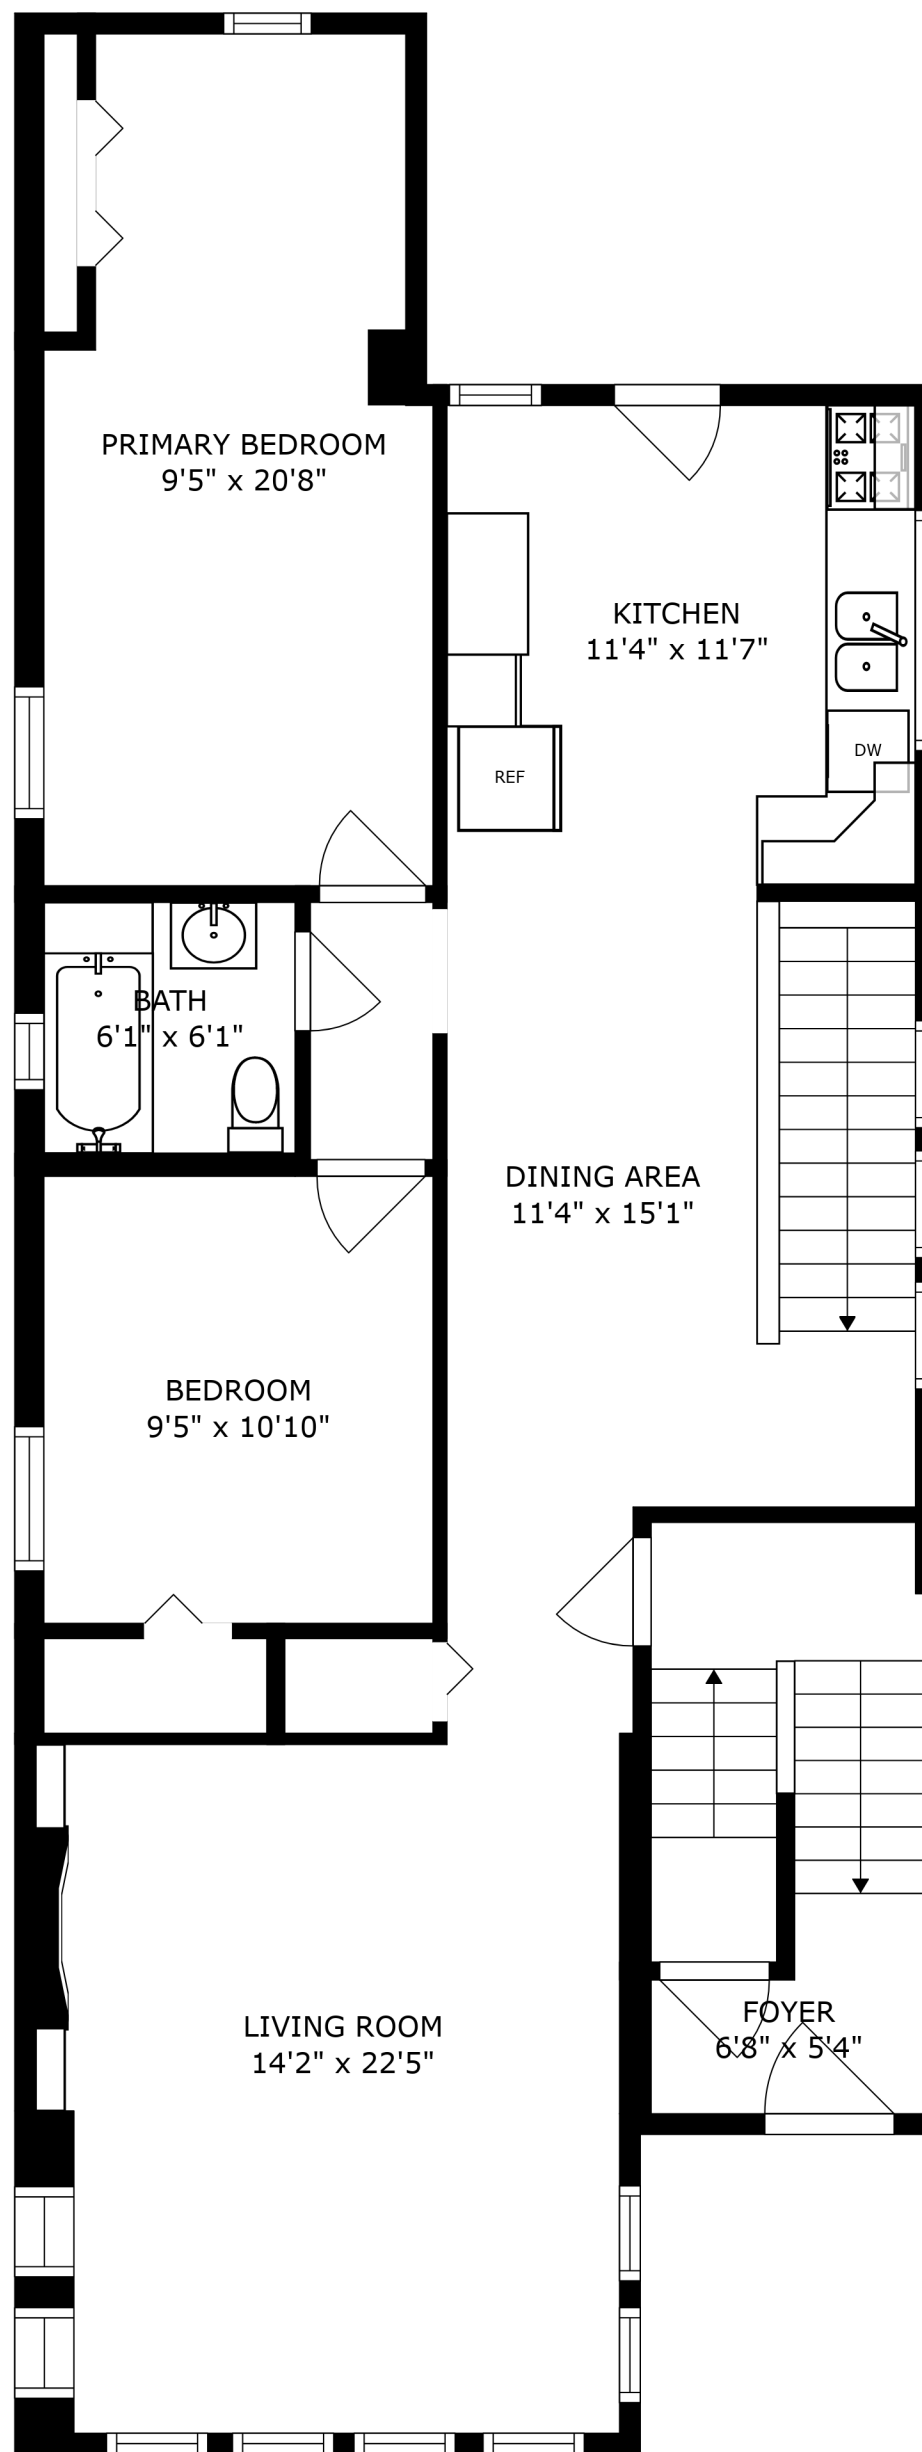 PRIMARY BEDROOM
9'5" x 20'8"
KITCHEN
11'4" x 11'7"
DW
REF
BATH
6'1" x 6'1"
DINING AREA
11'4" x 15'1"
BEDROOM
9'5" x 10'10"
FOYER
6'8" x 5'4"
LIVING ROOM
14'2" x 22'5"